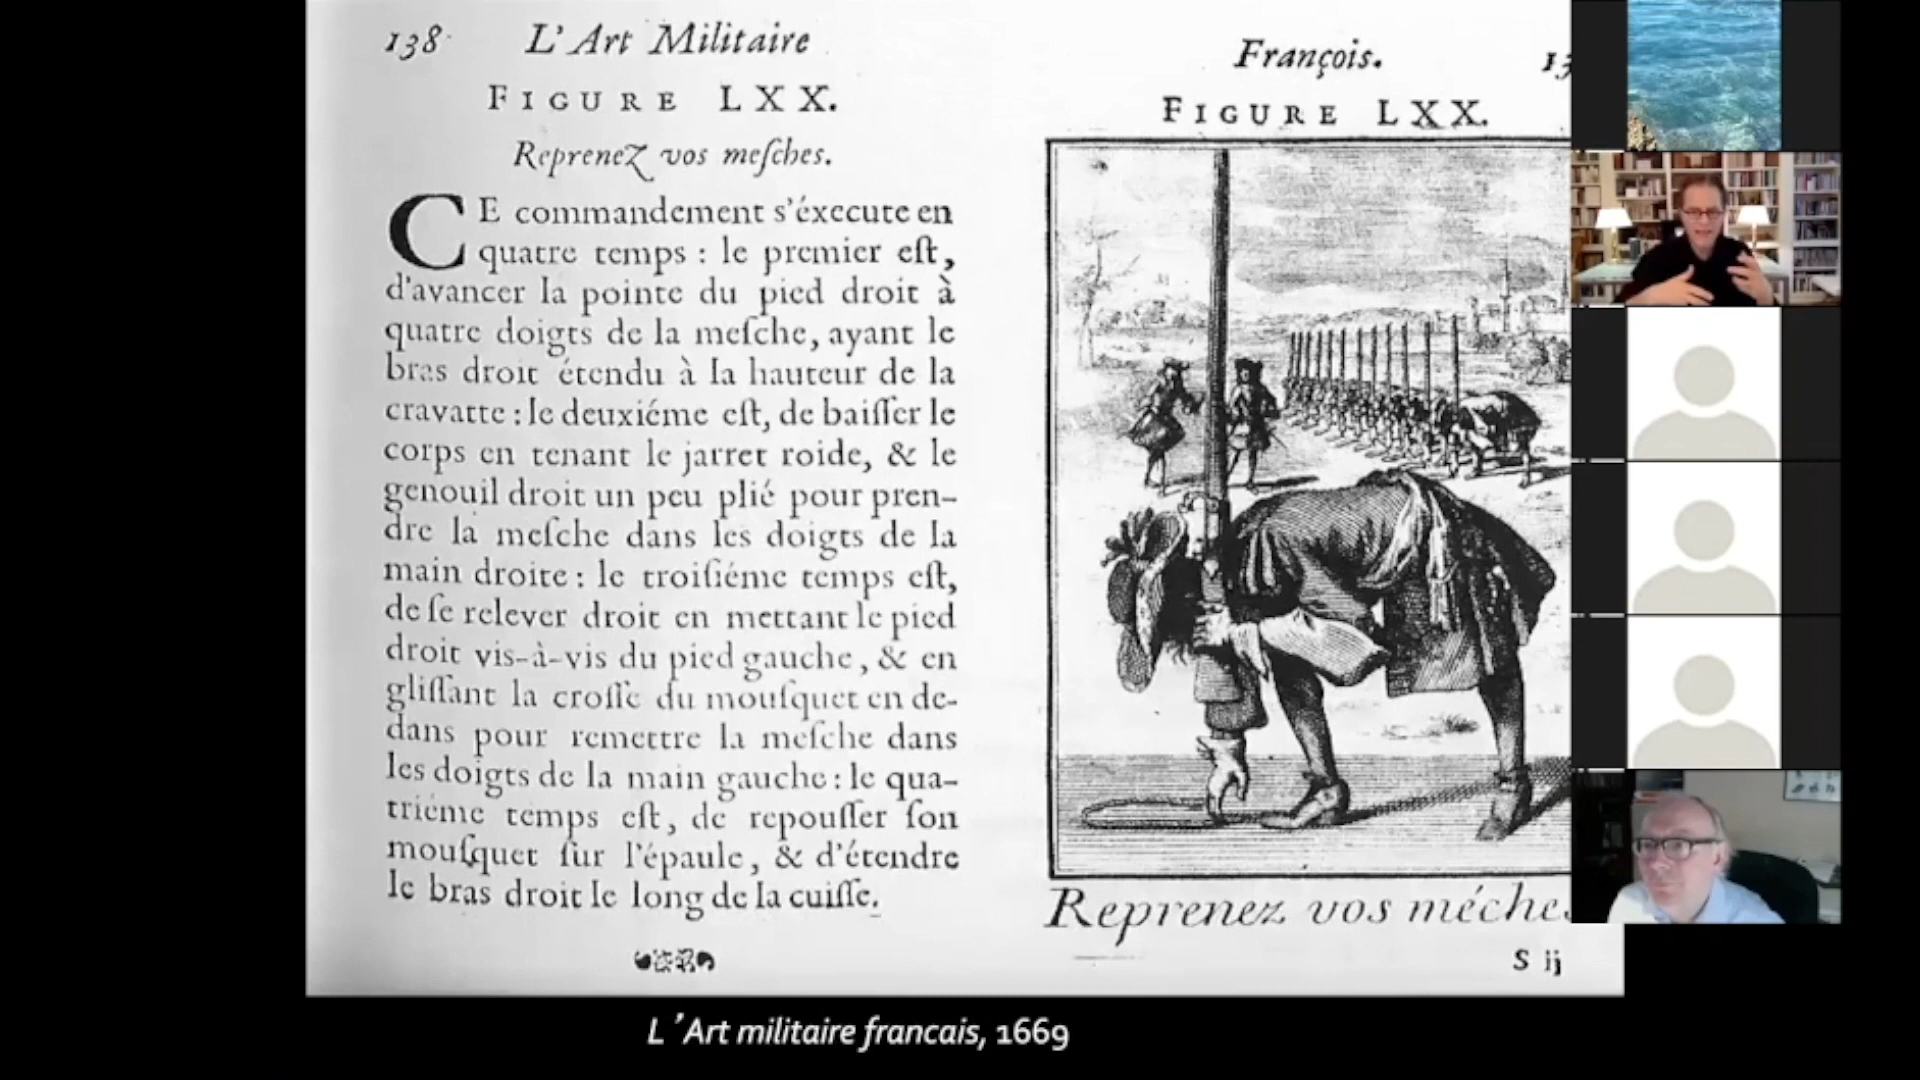 138
L'Art Militaire
FIGURE LXX.
Reprenez vos meſches.
CE commandement s'éxecute en
quatre temps : le premier eſt,
d'avancer la pointe du pied droit à
quatre doigts de la meſche, ayant le
bras droit étendu à la hauteur de la
cravatte : le deuxiéme eſt, de baiſſer le
corps en tenant le jarret roide, & le
genouil droit un peu plié pour pren-
dre la meſche dans les doigts de la
main droite : le troiſiéme temps eſt,
de ſe relever droit en mettant le pied
droit vis-à-vis du pied gauche, & en
gliſſant la croſſe du mouſquet en de-
dans pour remettre la meſche dans
les doigts de la main gauche : le qua-
triéme temps eſt, de repouſſer ſon
mouſquet ſur l'épaule, & d'étendre
le bras droit le long de la cuiſſe.
François.
FIGURE LXX.
Reprenez vos méche
S ij
L'Art militaire francais, 1669